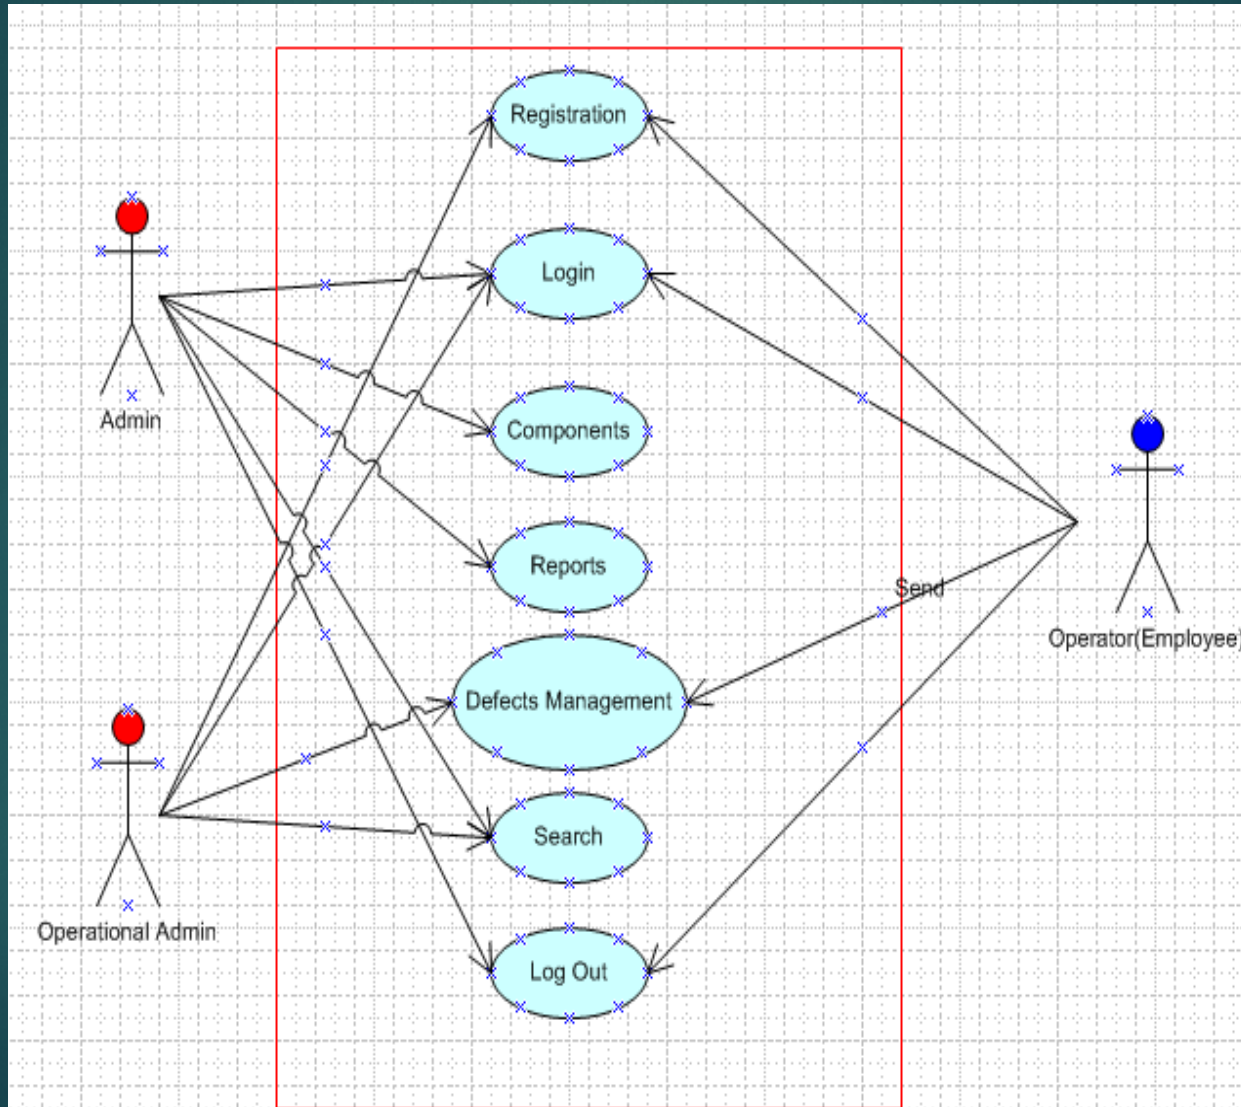 Registration
Login
Admin
Components
Reports
Send
Operator(Employee)
Defects Management
Search
Operational Admin
Log Out